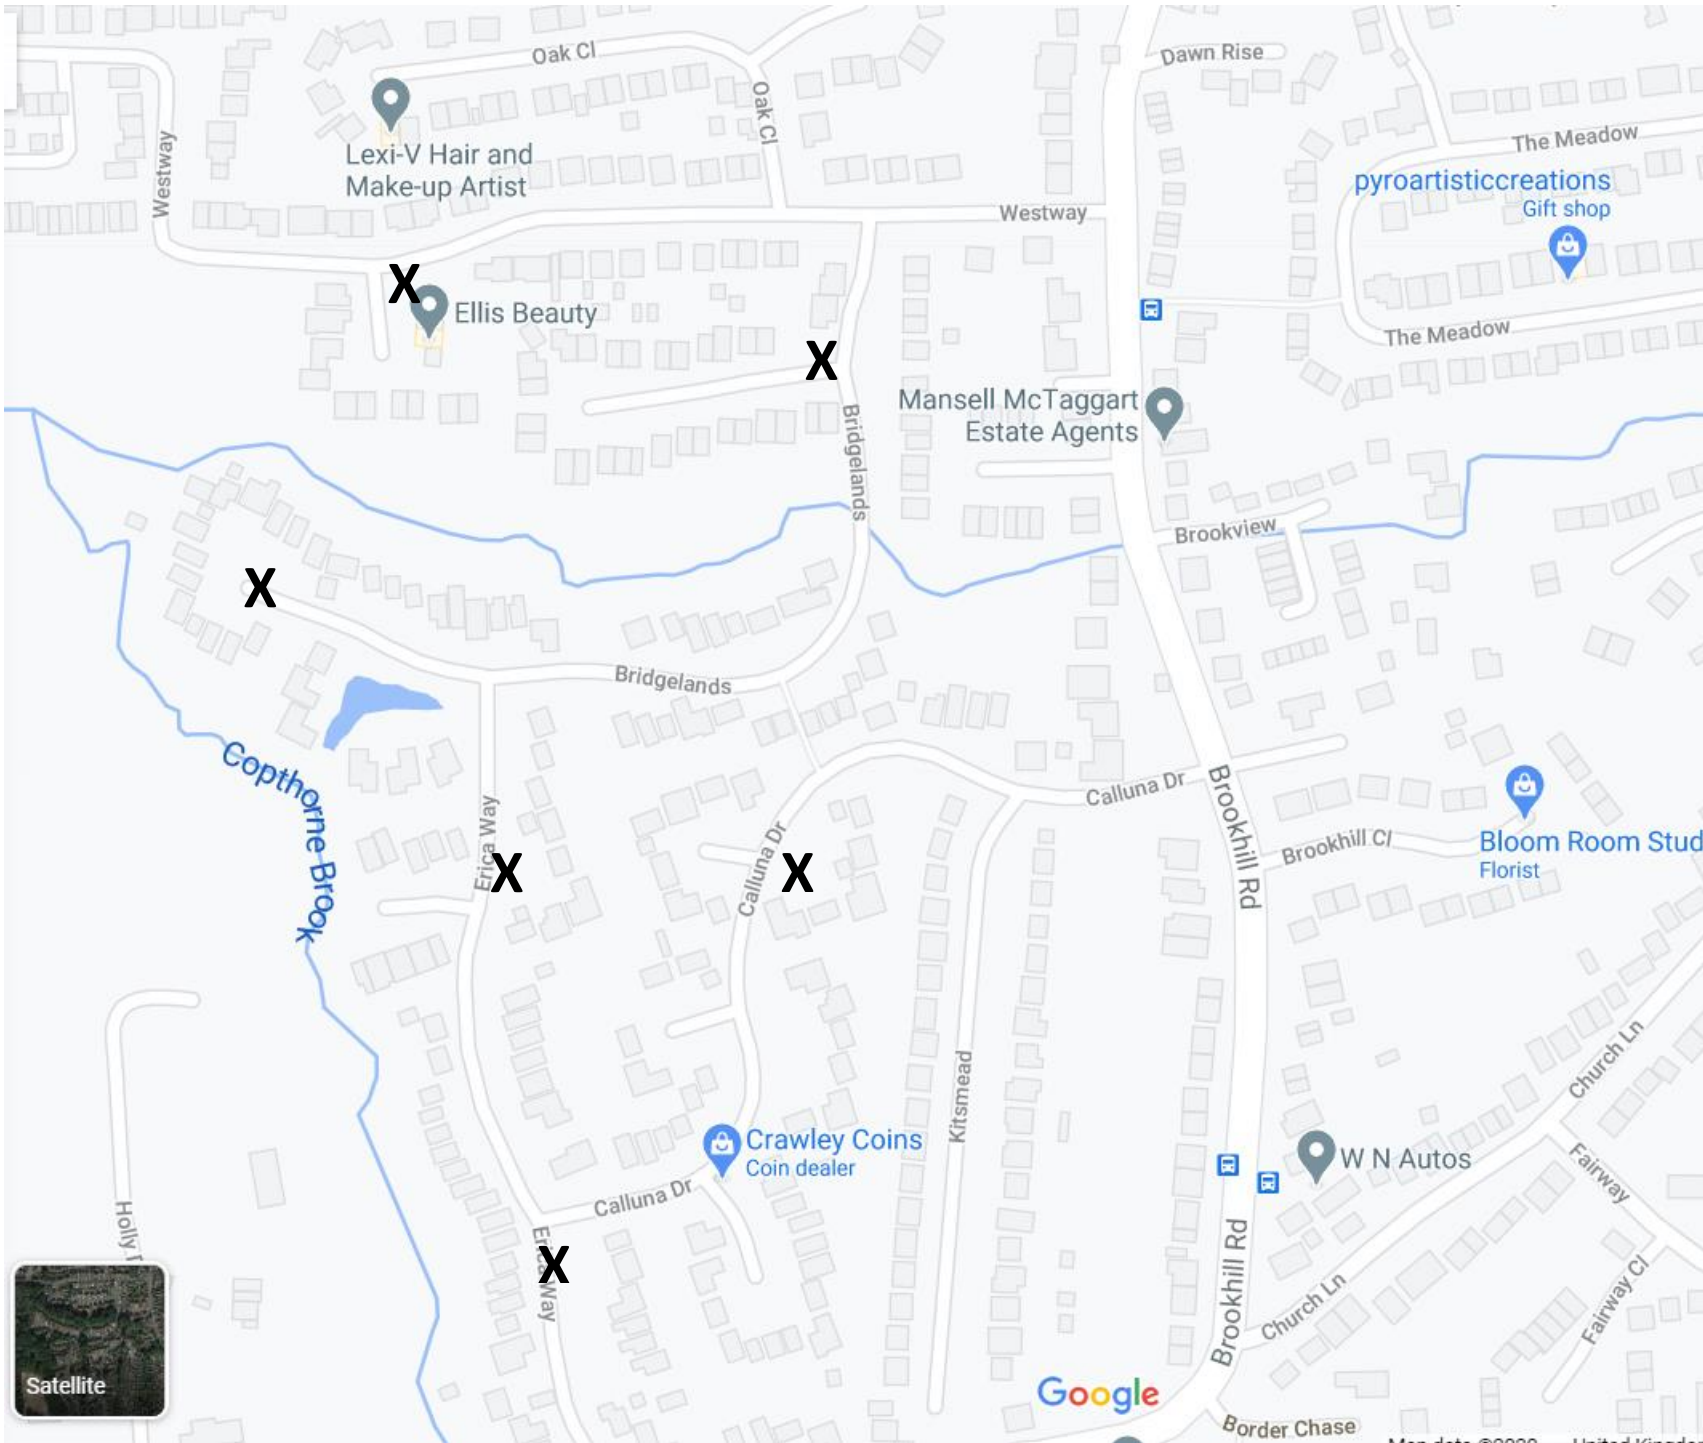 Oak Cl
Dawn Rise
Oak Cl
The Meadow
Westway
Lexi-V Hair and
Make-up Artist
pyroartisticcreations
Gift shop
Westway
X
Ellis Beauty
The Meadow
X
Mansell McTaggart
Estate Agents
Bridgelands
Brookview
X
Bridgelands
Copthorne Brook
Calluna Dr
Brookhill Rd
Erica Way
Calluna Dr
Brookhill Cl
Bloom Room Stud
Florist
X
X
Church Ln
Kitsmead
Crawley Coins
Coin dealer
W N Autos
Fairway
Calluna Dr
Holly
Erica Way
X
Brookhill Rd
Church Ln
Fairway Cl
Satellite
Google
Border Chase